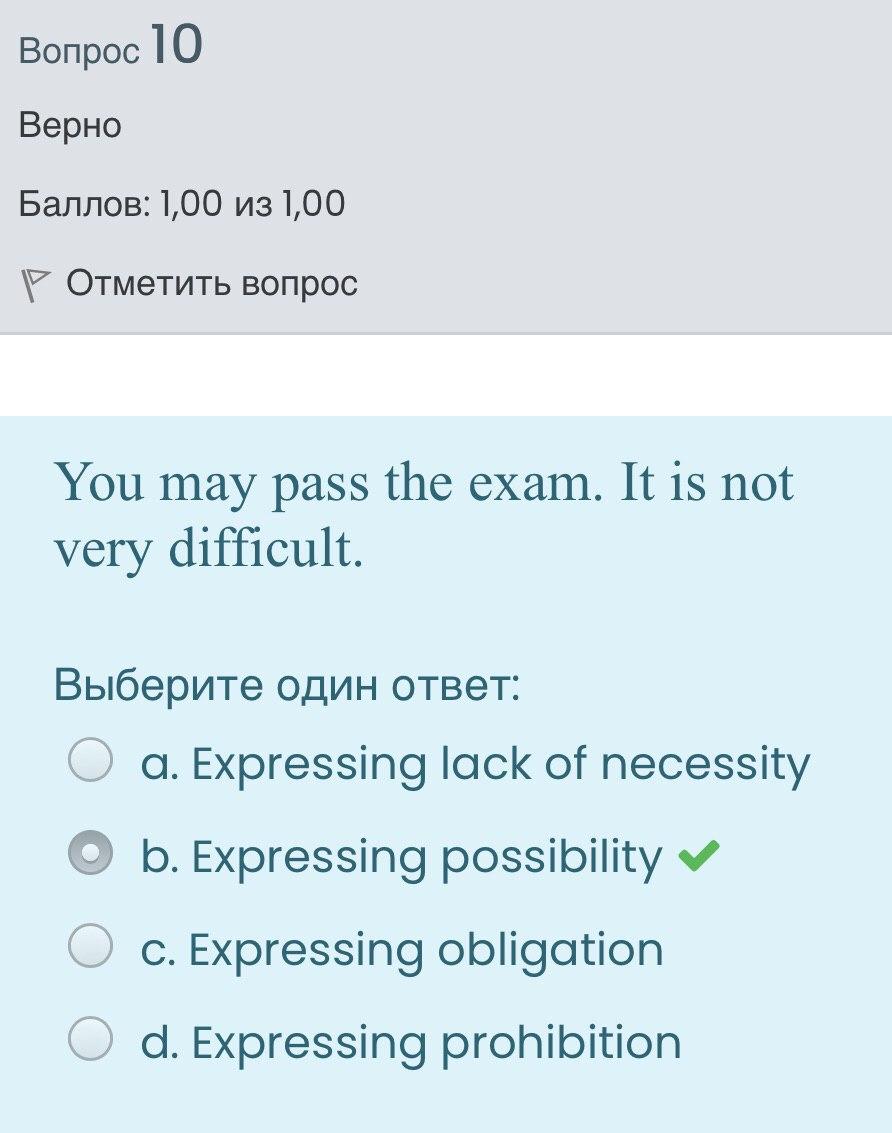 Вопрос 10
Верно
Баллов: 1,00 из 1,00
Отметить вопрос
You may pass the exam. It is not
very difficult.
Выберите один ответ:
a. Expressing lack of necessity
b. Expressing possibility
c. Expressing obligation
d. Expressing prohibition